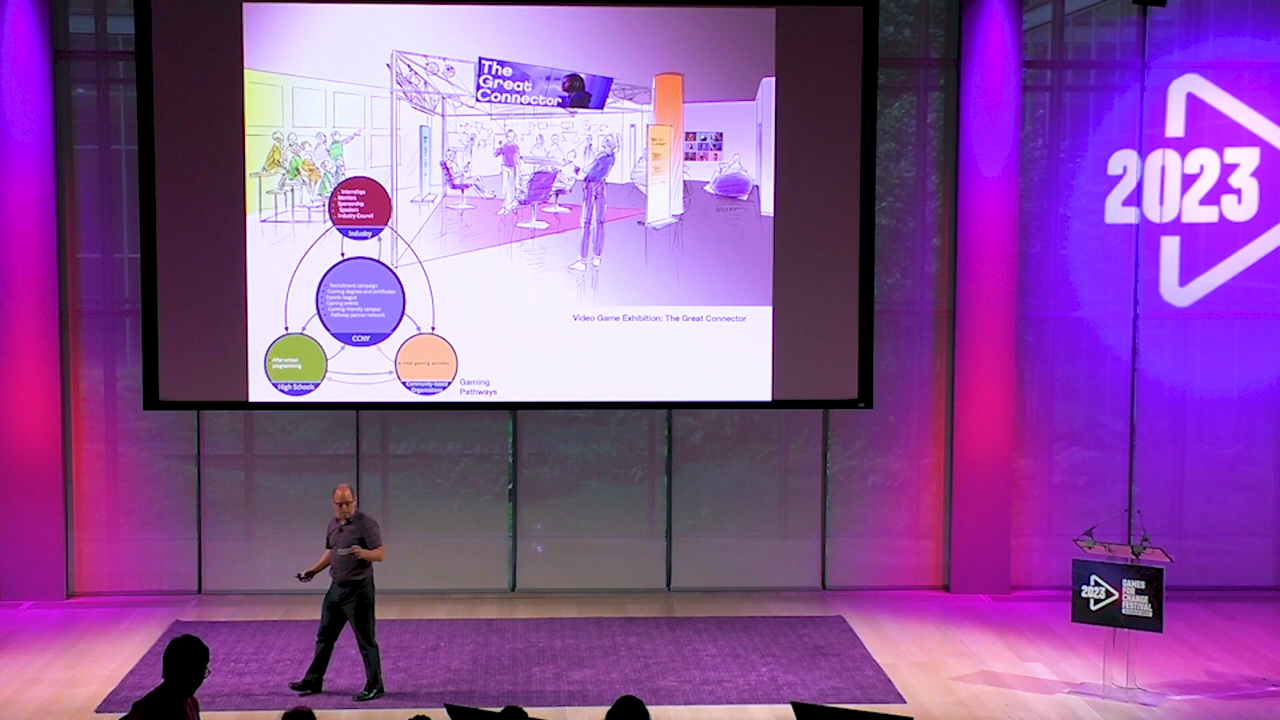 The
Great
Connector
Internships
Mentors
Sponsorship
Speakers
Industry Council
Industry
Recruitment campaign
Gaming degrees and certificates
Esports league
Gaming events
Gaming-friendly campus
Pathway partner network
CCNY
After-school
programming
High Schools
Community-based
Organizations
Gaming
Pathways
Video Game Exhibition: The Great Connector
2023
2023
GAMES
FOR
CHANGE
FESTIVAL